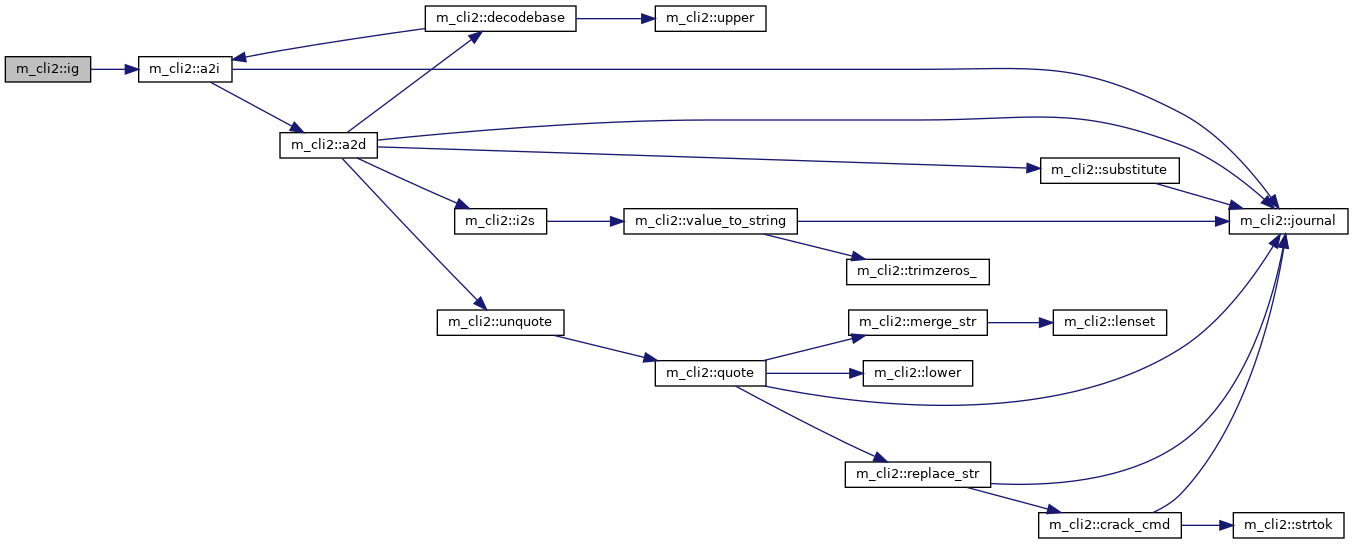 m_cli2::decodebase
m_cli2::upper
m_cli2::ig
m_cli2::a2i
m_cli2::a2d
m_cli2::substitute
m_cli2::i2s
m_cli2::value_to_string
m_cli2::journal
m_cli2::trimzeros_
m_cli2::unquote
m_cli2::merge_str
m_cli2::lenset
m_cli2::quote
m_cli2::lower
m_cli2::replace_str
m_cli2::crack_cmd
m_cli2::strtok